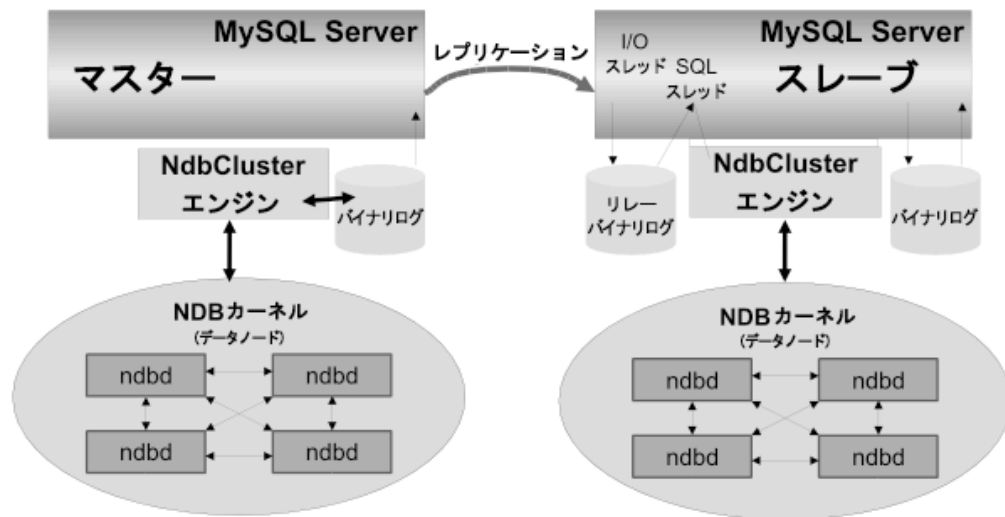 MySQL Server
マスター
レプリケーション
MySQL Server
I/O
スレッド
SQL
スレッド
スレーブ
NdbCluster
エンジン
バイナリログ
リレー
バイナリログ
NdbCluster
エンジン
バイナリログ
NDBカーネル
(データノード)
ndbd
ndbd
ndbd
ndbd
NDBカーネル
(データノード)
ndbd
ndbd
ndbd
ndbd